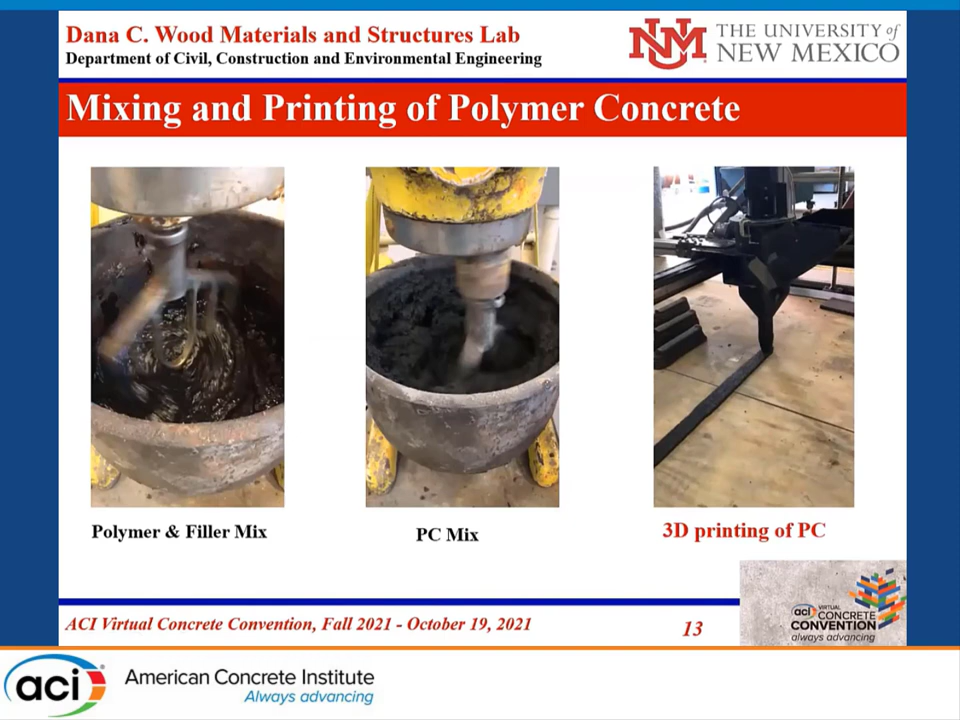 Dana C. Wood Materials and Structures Lab
Department of Civil, Construction and Environmental Engineering
UNM
THE UNIVERSITY of
NEW MEXICO
Mixing and Printing of Polymer Concrete
Polymer & Filler Mix
PC Mix
3D printing of PC
ACI Virtual Concrete Convention, Fall 2021 - October 19, 2021
13
aci VIRTUAL
CONCRETE
CONVENTION
always advancing
aci
American Concrete Institute
Always advancing